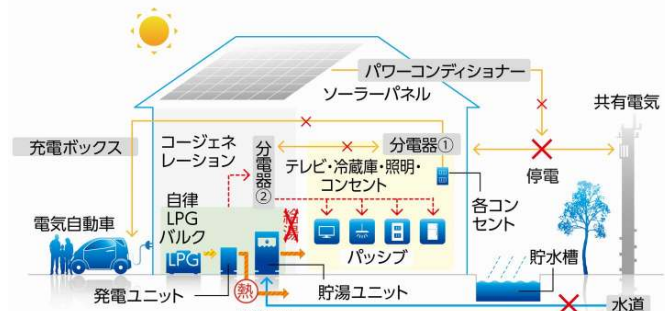 パワーコンディショナー
ソーラーパネル
共有電気
充電ボックス
コージェネ
レーション
分電器②
分電器①
テレビ・冷蔵庫・照明・
コンセント
停電
自律
LPG
バルク
電気自動車
給湯
各コン
セント
LPG
パッシブ
貯水槽
発電ユニット
熱
貯湯ユニット
水道